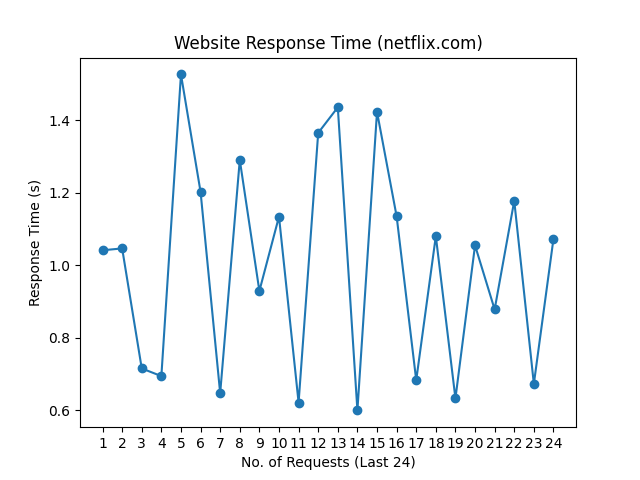 Website Response Time (netflix.com)
Response Time (s)
1.4
1.2
1.0
0.8
0.6
1 2 3 4 5 6 7 8 9 10 11 12 13 14 15 16 17 18 19 20 21 22 23 24
No. of Requests (Last 24)